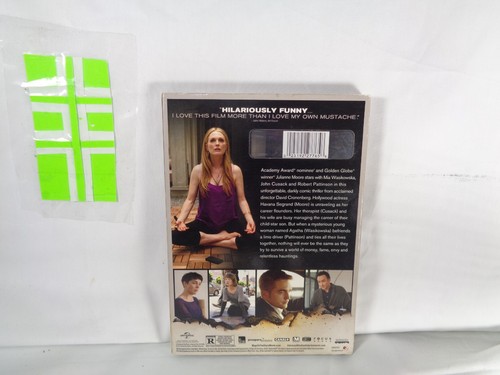 "HILARIOUSLY FUNNY...
I LOVE THIS FILM MORE THAN I LOVE MY OWN MUSTACHE."
Academy Award® nominee and Golden Globe®
winner Julianne Moore stars with Mia Wasikowska,
John Cusack and Robert Pattinson in this
unforgettable, darkly comic thriller from acclaimed
director David Cronenberg. Hollywood actress
Havana Segrand (Moore) is unraveling as her
career flounders. Her therapist (Cusack) and
his wife are busy managing the career of their
child star son. But when a mysterious young
woman named Agatha (Wasikowska) befriends
a limo driver (Pattinson) and ties all their lives
together, nothing will ever be the same as they
try to survive a world of money, fame, envy and
relentless hauntings.
R